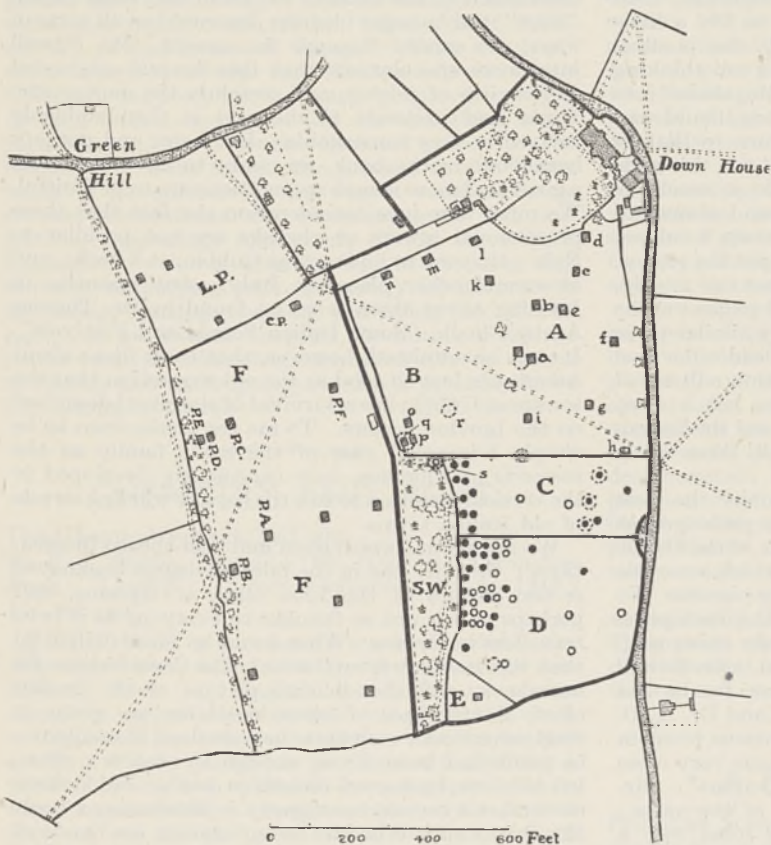 Green
Hill
Down House
d
l
m
c
k
n
L.P.
b
e
C.P.
A
f
a
F
B
P.F.
g
r
i
q
P.E.
P.C.
p
P.D.
h
s
C
P.A.
F
S.W.
P.B.
D
E
0 200 400 600 Feet